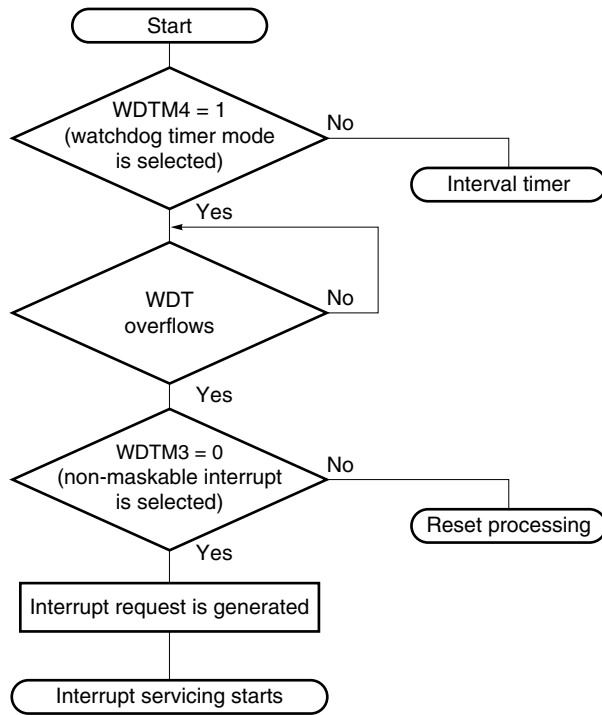 Start
WDTM4 = 1
(watchdog timer mode
is selected)
No
Interval timer
Yes
WDT
overflows
No
Yes
WDTM3 = 0
(non-maskable interrupt
is selected)
No
Reset processing
Yes
Interrupt request is generated
Interrupt servicing starts